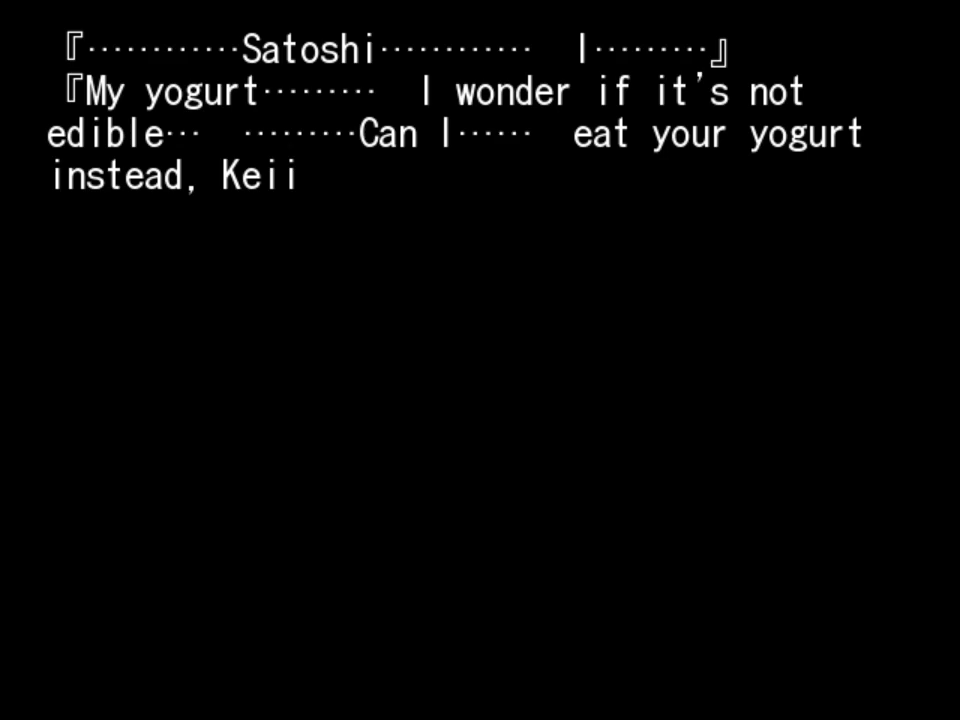 『…………Satoshi…………　I………』
『My yogurt………　I wonder if it's not
edible…　………Can I……　eat your yogurt
instead, Keii